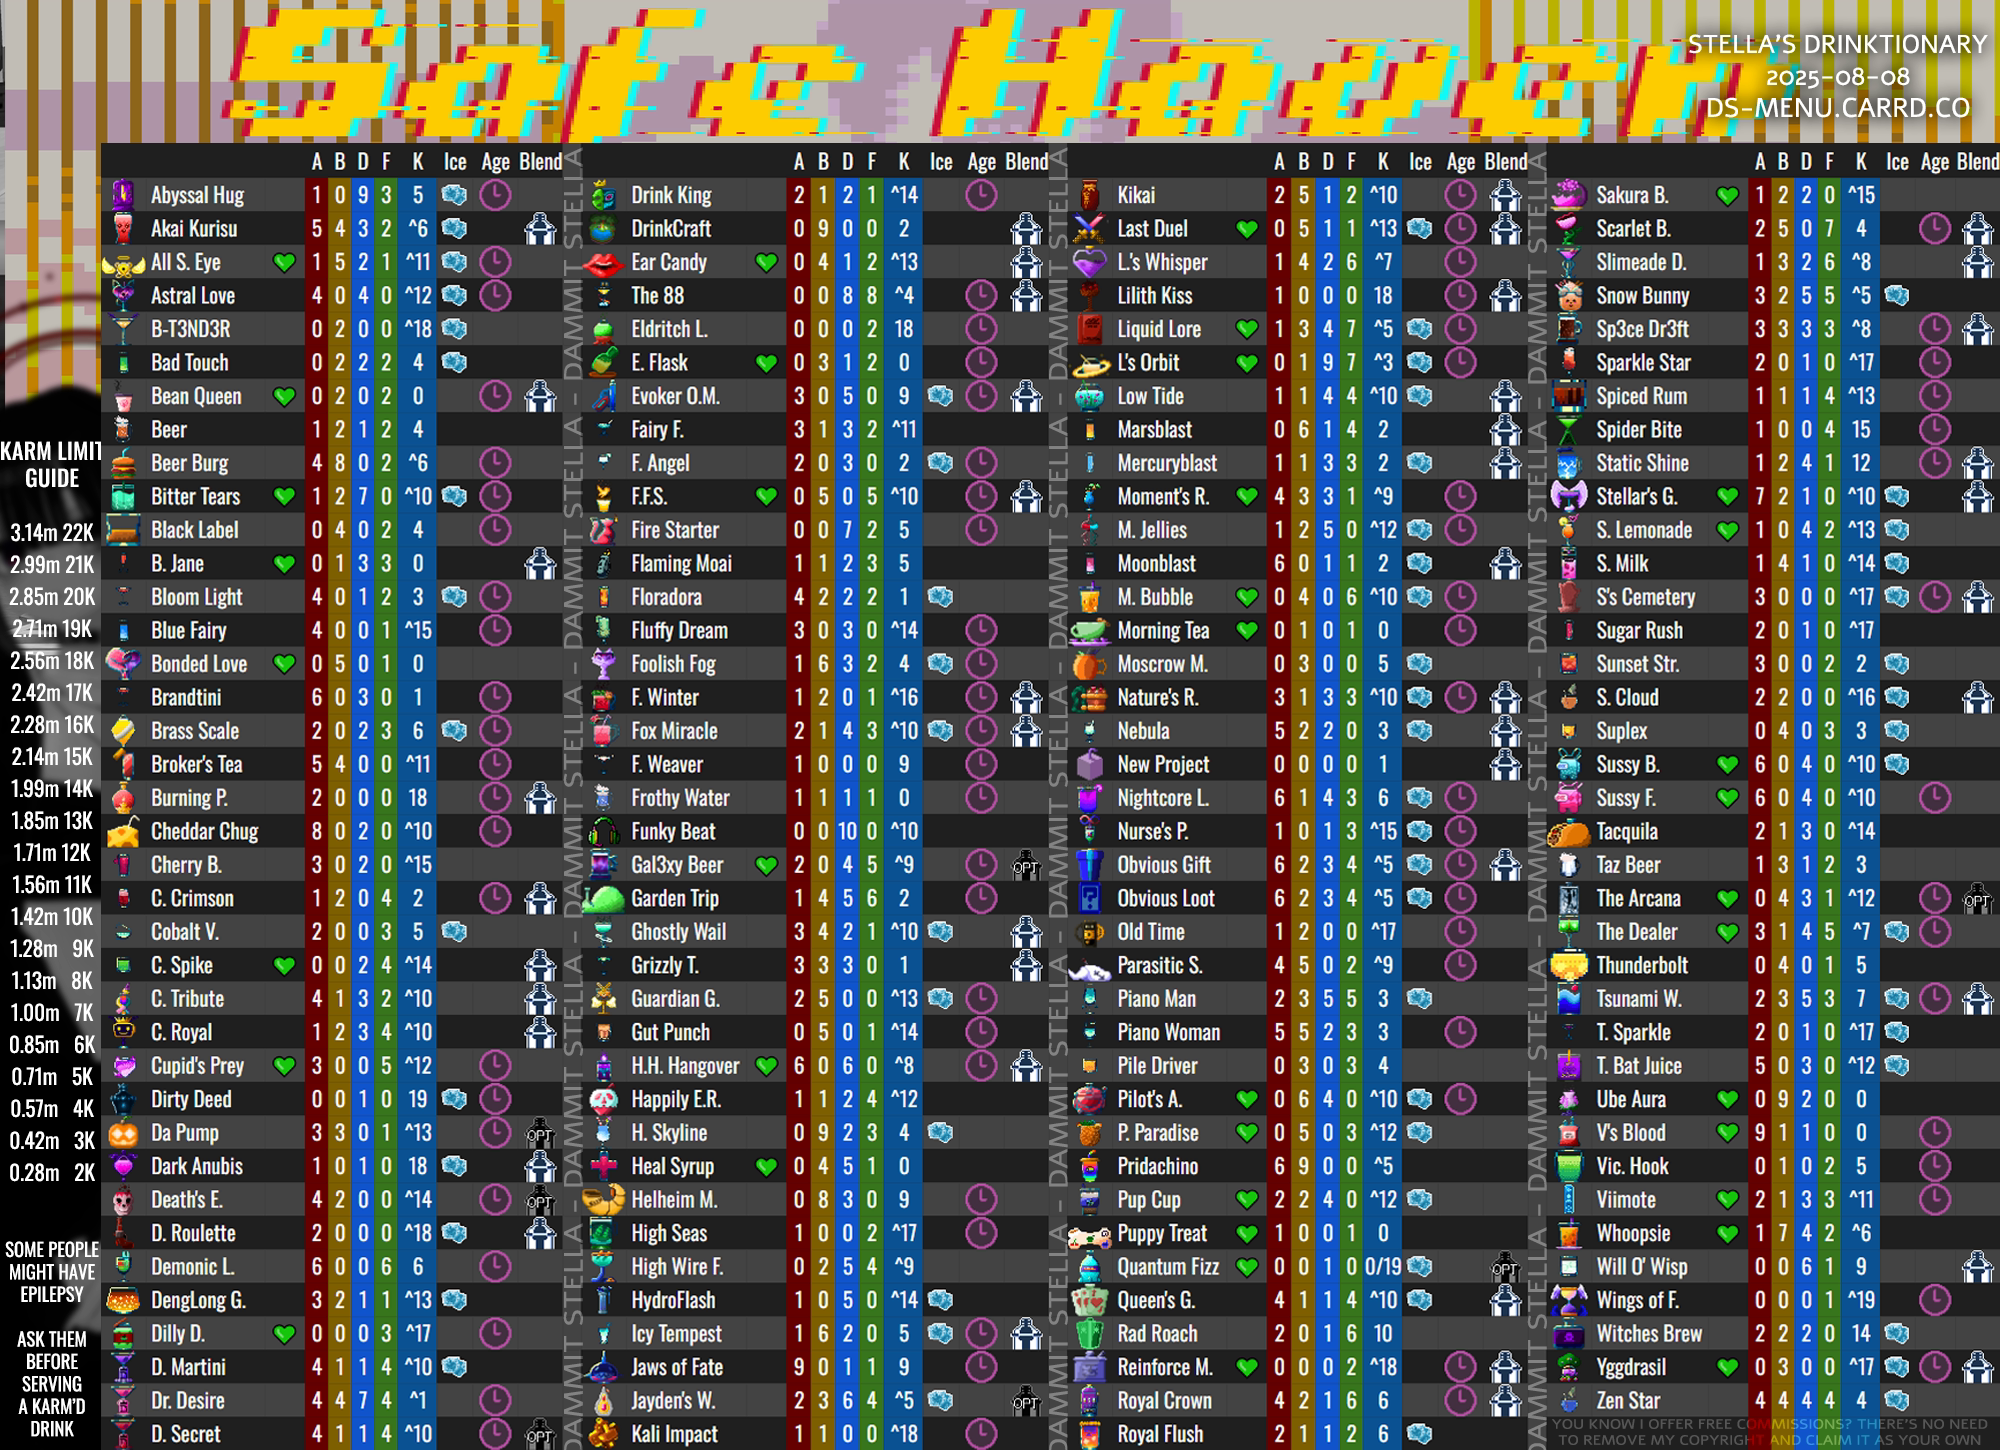 Safe Haven
STELLA'S DRINKTIONARY
2025-08-08
DS-MENU.CARRD.CO
A B D F K Ice Age Blend
Abyssal Hug 1 0 9 3 5
Akai Kurisu 5 4 3 2 ^6
All S. Eye 1 5 2 1 ^11
Astral Love 4 0 4 0 ^12
B-T3ND3R 0 2 0 0 ^18
Bad Touch 0 2 2 2 4
Bean Queen 0 2 0 2 0
Beer 1 2 1 2 4
Beer Burg 4 8 0 2 ^6
Bitter Tears 1 2 7 0 ^10
Black Label 0 4 0 2 4
B. Jane 0 1 3 3 0
Bloom Light 4 0 1 2 3
Blue Fairy 4 0 0 1 ^15
Bonded Love 0 5 0 1 0
Brandtini 6 0 3 0 1
Brass Scale 2 0 2 3 6
Broker's Tea 5 4 0 0 ^11
Burning P. 2 0 0 0 18
Cheddar Chug 8 0 2 0 ^10
Cherry B. 3 0 2 0 ^15
C. Crimson 1 2 0 4 2
Cobalt V. 2 0 0 3 5
C. Spike 0 0 2 4 ^14
C. Tribute 4 1 3 2 ^10
C. Royal 1 2 3 4 ^10
Cupid's Prey 3 0 0 5 ^12
Dirty Deed 0 0 1 0 19
Da Pump 3 3 0 1 ^13 OPT
Dark Anubis 1 0 1 0 18
Death's E. 4 2 0 0 ^14 OPT
D. Roulette 2 0 0 0 ^18
Demonic L. 6 0 0 6 6
DengLong G. 3 2 1 1 ^13
Dilly D. 0 0 0 3 ^17
D. Martini 4 1 1 4 ^10
Dr. Desire 4 4 7 4 ^1
D. Secret 4 1 1 4 ^10 OPT
A B D F K Ice Age Blend
Drink King 2 1 2 1 ^14
DrinkCraft 0 9 0 0 2
Ear Candy 0 4 1 2 ^13
The 88 0 0 8 8 ^4
Eldritch L. 0 0 0 2 18
E. Flask 0 3 1 2 0
Evoker O.M. 3 0 5 0 9
Fairy F. 3 1 3 2 ^11
F. Angel 2 0 3 0 2
F.F.S. 0 5 0 5 ^10
Fire Starter 0 0 7 2 5
Flaming Moai 1 1 2 3 5
Floradora 4 2 2 2 1
Fluffy Dream 3 0 3 0 ^14
Foolish Fog 1 6 3 2 4
F. Winter 1 2 0 1 ^16
Fox Miracle 2 1 4 3 ^10
F. Weaver 1 0 0 0 9
Frothy Water 1 1 1 1 0
Funky Beat 0 0 10 0 ^10
Gal3xy Beer 2 0 4 5 ^9 OPT
Garden Trip 1 4 5 6 2
Ghostly Wail 3 4 2 1 ^10
Grizzly T. 3 3 3 0 1
Guardian G. 2 5 0 0 ^13
Gut Punch 0 5 0 1 ^14
H.H. Hangover 6 0 6 0 ^8
Happily E.R. 1 1 2 4 ^12
H. Skyline 0 9 2 3 4
Heal Syrup 0 4 5 1 0
Helheim M. 0 8 3 0 9
High Seas 1 0 0 2 ^17
High Wire F. 0 2 5 4 ^9
HydroFlash 1 0 5 0 ^14
Icy Tempest 1 6 2 0 5
Jaws of Fate 9 0 1 1 9
Jayden's W. 2 3 6 4 ^5 OPT
Kali Impact 1 1 0 0 ^18
A B D F K Ice Age Blend
Kikai 2 5 1 2 ^10
Last Duel 0 5 1 1 ^13
L.'s Whisper 1 4 2 6 ^7
Lilith Kiss 1 0 0 0 18
Liquid Lore 1 3 4 7 ^5
L's Orbit 0 1 9 7 ^3
Low Tide 1 1 4 4 ^10
Marsblast 0 6 1 4 2
Mercuryblast 1 1 3 3 2
Moment's R. 4 3 3 1 ^9
M. Jellies 1 2 5 0 ^12
Moonblast 6 0 1 1 2
M. Bubble 0 4 0 6 ^10
Morning Tea 0 1 0 1 0
Moscrow M. 0 3 0 0 5
Nature's R. 3 1 3 3 ^10
Nebula 5 2 2 0 3
New Project 0 0 0 0 1
Nightcore L. 6 1 4 3 6
Nurse's P. 1 0 1 3 ^15
Obvious Gift 6 2 3 4 ^5
Obvious Loot 6 2 3 4 ^5
Old Time 1 2 0 0 ^17
Parasitic S. 4 5 0 2 ^9
Piano Man 2 3 5 5 3
Piano Woman 5 5 2 3 3
Pile Driver 0 3 0 3 4
Pilot's A. 0 6 4 0 ^10
P. Paradise 0 5 0 3 ^12
Pridachino 6 9 0 0 ^5
Pup Cup 2 2 4 0 ^12
Puppy Treat 1 0 0 1 0
Quantum Fizz 0 0 1 0 0/19 OPT
Queen's G. 4 1 1 4 ^10
Rad Roach 2 0 1 6 10
Reinforce M. 0 0 0 2 ^18
Royal Crown 4 2 1 6 6
Royal Flush 2 1 1 2 6
A B D F K Ice Age Blend
Sakura B. 1 2 2 0 ^15
Scarlet B. 2 5 0 7 4
Slimeade D. 1 3 2 6 ^8
Snow Bunny 3 2 5 5 ^5
Sp3ce Dr3ft 3 3 3 3 ^8
Sparkle Star 2 0 1 0 ^17
Spiced Rum 1 1 1 4 ^13
Spider Bite 1 0 0 4 15
Static Shine 1 2 4 1 12
Stellar's G. 7 2 1 0 ^10
S. Lemonade 1 0 4 2 ^13
S. Milk 1 4 1 0 ^14
S's Cemetery 3 0 0 0 ^17
Sugar Rush 2 0 1 0 ^17
Sunset Str. 3 0 0 2 2
S. Cloud 2 2 0 0 ^16
Suplex 0 4 0 3 3
Sussy B. 6 0 4 0 ^10
Sussy F. 6 0 4 0 ^10
Tacquila 2 1 3 0 ^14
Taz Beer 1 3 1 2 3
The Arcana 0 4 3 1 ^12 OPT
The Dealer 3 1 4 5 ^7
Thunderbolt 0 4 0 1 5
Tsunami W. 2 3 5 3 7
T. Sparkle 2 0 1 0 ^17
T. Bat Juice 5 0 3 0 ^12
Ube Aura 0 9 2 0 0
V's Blood 9 1 1 0 0
Vic. Hook 0 1 0 2 5
Viimote 2 1 3 3 ^11
Whoopsie 1 7 4 2 ^6
Will O' Wisp 0 0 6 1 9
Wings of F. 0 0 0 1 ^19
Witches Brew 2 2 2 0 14
Yggdrasil 0 3 0 0 ^17
Zen Star 4 4 4 4 4
YOU KNOW I OFFER FREE COMMISSIONS? THERE'S NO NEED
TO REMOVE MY COPYRIGHT AND CLAIM IT AS YOUR OWN
KARM LIMIT
GUIDE
3.14m 22K
2.99m 21K
2.85m 20K
2.71m 19K
2.56m 18K
2.42m 17K
2.28m 16K
2.14m 15K
1.99m 14K
1.85m 13K
1.71m 12K
1.56m 11K
1.42m 10K
1.28m 9K
1.13m 8K
1.00m 7K
0.85m 6K
0.71m 5K
0.57m 4K
0.42m 3K
0.28m 2K
SOME PEOPLE
MIGHT HAVE
EPILEPSY
ASK THEM
BEFORE
SERVING
A KARM'D
DRINK
DAMMIT STELLA - DAMMIT STELLA - DAMMIT STELLA - DAMMIT STELLA
DAMMIT STELLA - DAMMIT STELLA - DAMMIT STELLA - DAMMIT STELLA
DAMMIT STELLA - DAMMIT STELLA - DAMMIT STELLA - DAMMIT STELLA